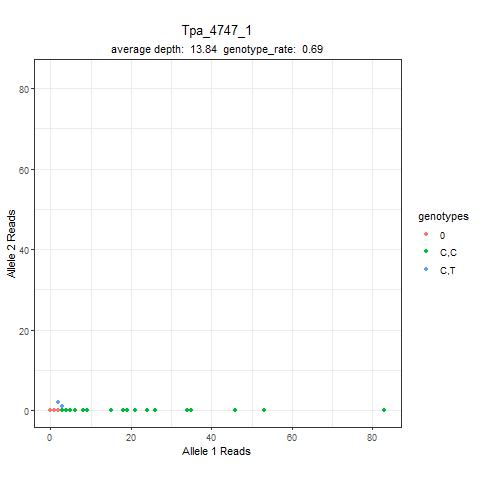 Tpa_4747_1
average depth: 13.84 genotype_rate: 0.69
80
60
40
20
0
Allele 2 Reads
0 20 40 60 80
Allele 1 Reads
genotypes
0
C,C
C,T